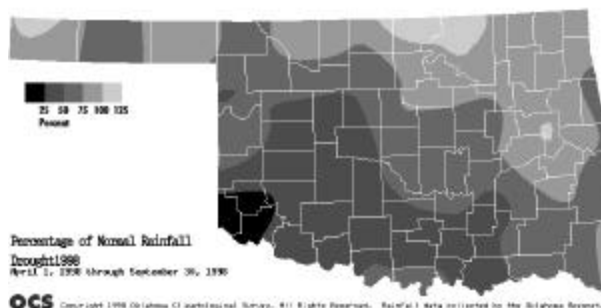 25 50 75 100 125
Percent
Percentage of Normal Rainfall
Drought1998
April 1, 1998 through September 30, 1998
OCS Copyright 1998 Oklahoma Climatological Survey. All Rights Reserved. Rainfall data collected by the Oklahoma Mesonet